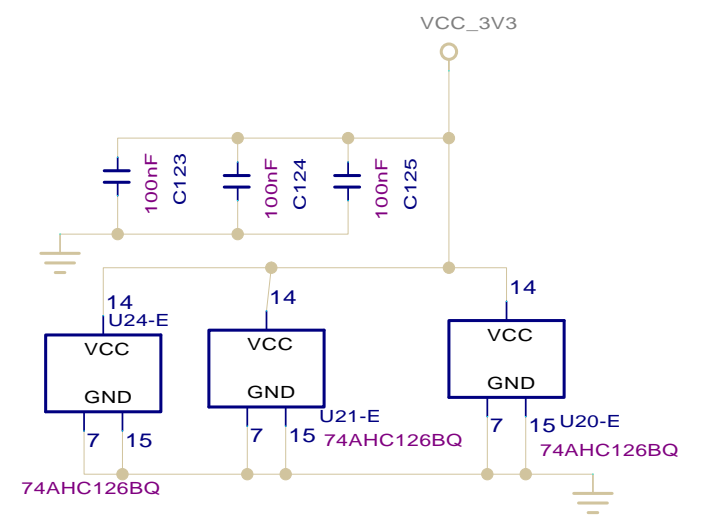 VCC_3V3
100nF
C123
100nF
C124
100nF
C125
14
U24-E
VCC
GND
7
15
74AHC126BQ
14
VCC
GND
7
15
U21-E
74AHC126BQ
14
VCC
GND
7
15
U20-E
74AHC126BQ